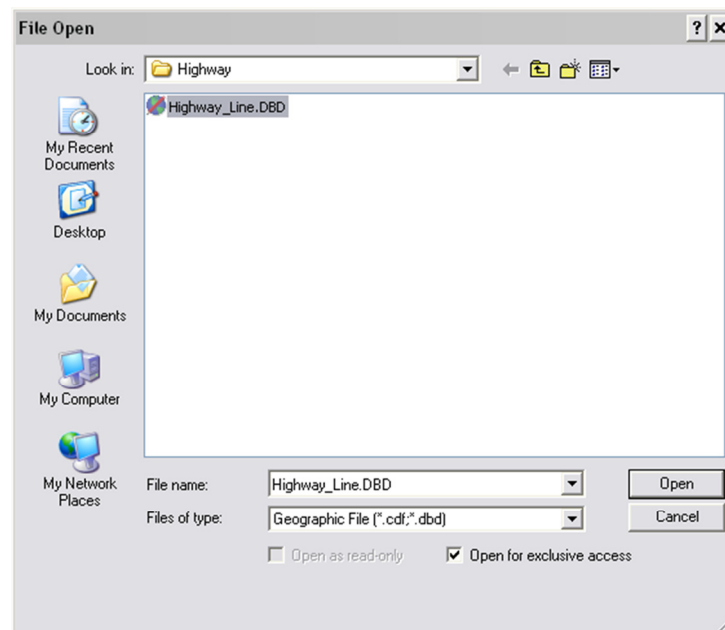 File Open
Look in:
Highway
Highway_Line.DBD
My Recent
Documents
Desktop
My Documents
My Computer
My Network
Places
File name:
Highway_Line.DBD
Open
Files of type:
Geographic File (*.cdf;*.dbd)
Cancel
Open as read-only
Open for exclusive access